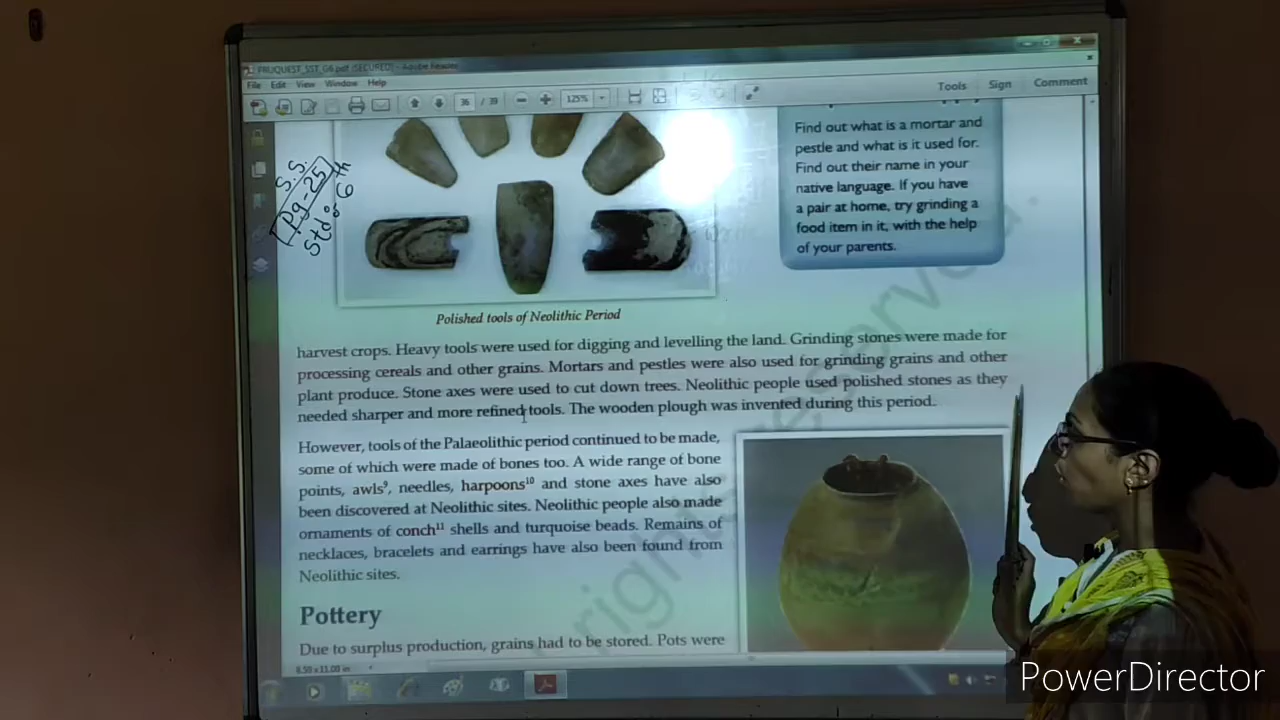 FRUQUEST_SST_G6.pdf (SECURED) - Adobe Reader
File Edit View Window Help
Tools Sign Comment
36 / 39 125%
S.S.
Pg-25
Std:- 6th
Find out what is a mortar and
pestle and what is it used for.
Find out their name in your
native language. If you have
a pair at home, try grinding a
food item in it, with the help
of your parents.
Polished tools of Neolithic Period
harvest crops. Heavy tools were used for digging and levelling the land. Grinding stones were made for
processing cereals and other grains. Mortars and pestles were also used for grinding grains and other
plant produce. Stone axes were used to cut down trees. Neolithic people used polished stones as they
needed sharper and more refined tools. The wooden plough was invented during this period.
However, tools of the Palaeolithic period continued to be made,
some of which were made of bones too. A wide range of bone
points, awls⁹, needles, harpoons¹⁰ and stone axes have also
been discovered at Neolithic sites. Neolithic people also made
ornaments of conch¹¹ shells and turquoise beads. Remains of
necklaces, bracelets and earrings have also been found from
Neolithic sites.
Pottery
Due to surplus production, grains had to be stored. Pots were
8.50 x 11.00 in
PowerDirector